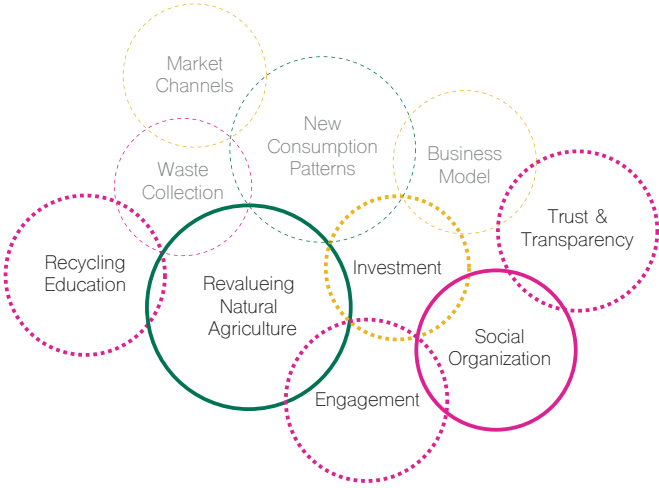 Market
Channels
New
Consumption
Patterns
Business
Model
Waste
Collection
Trust &
Transparency
Recycling
Education
Revalueing
Natural
Agriculture
Investment
Social
Organization
Engagement